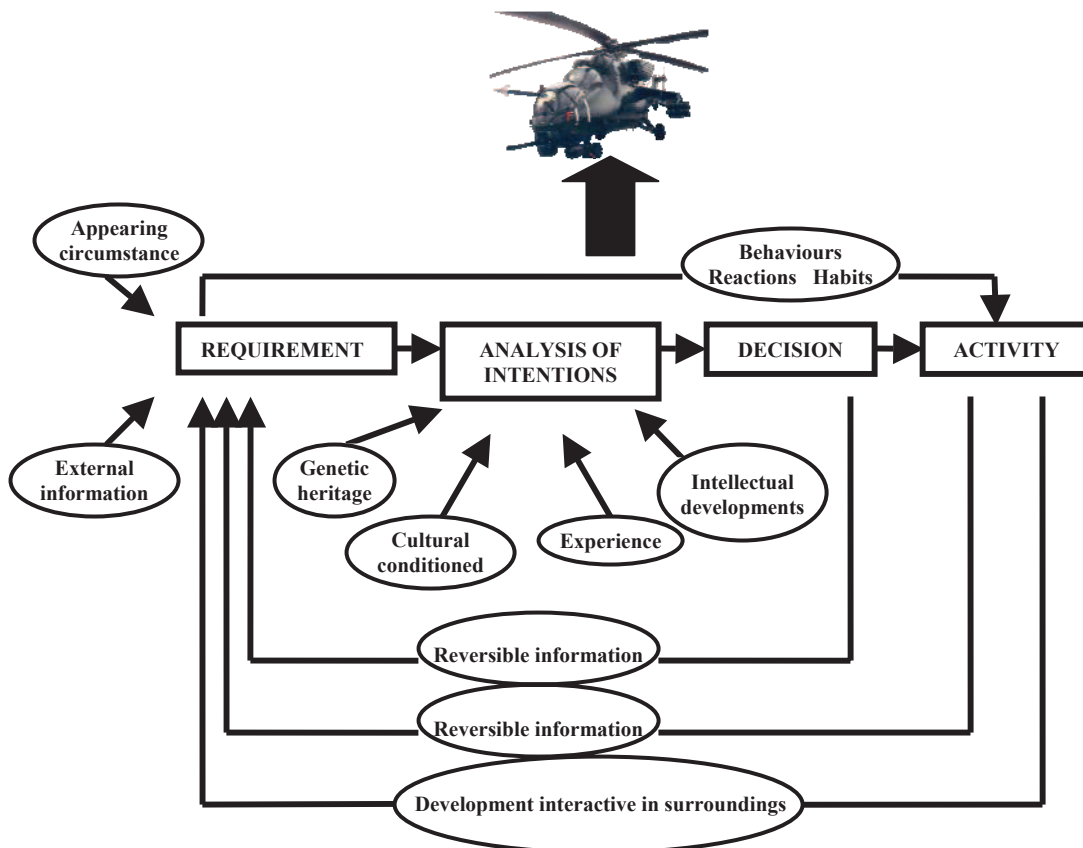 Appearing
circumstance
Behaviours
Reactions Habits
REQUIREMENT
ANALYSIS OF
INTENTIONS
DECISION
ACTIVITY
External
information
Genetic
heritage
Cultural
conditioned
Experience
Intellectual
developments
Reversible information
Reversible information
Development interactive in surroundings